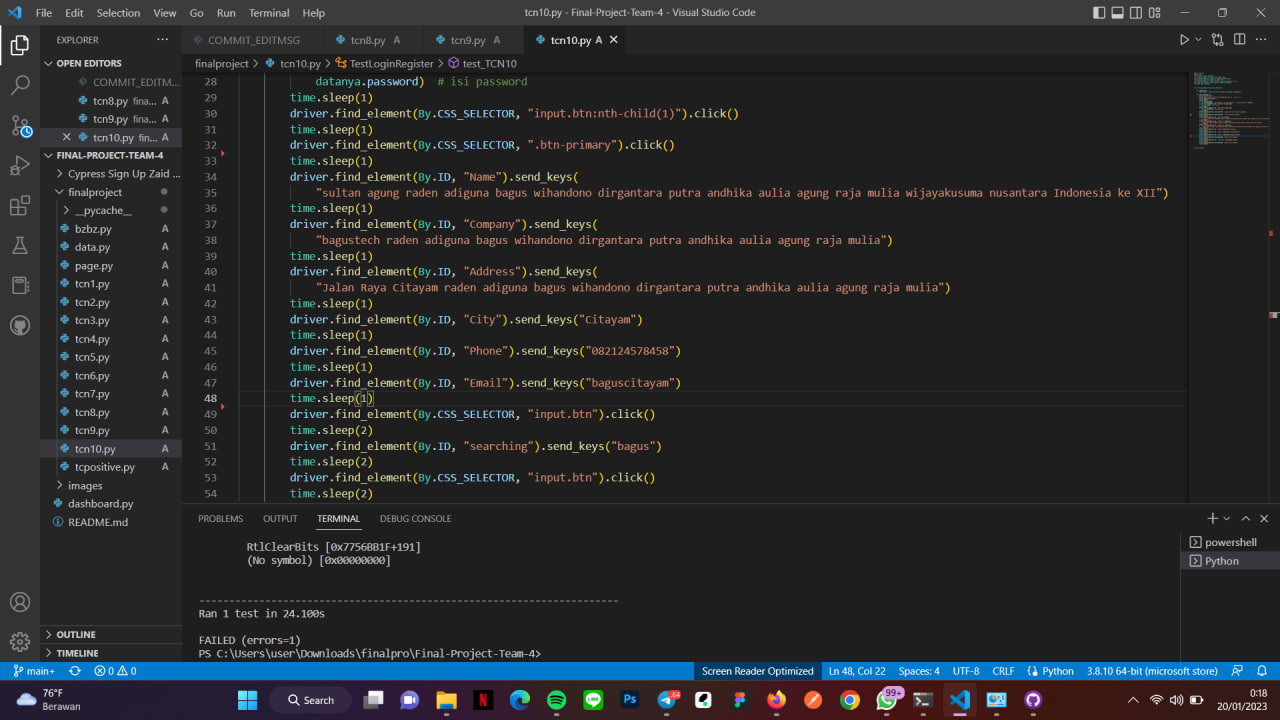 File Edit Selection View Go Run Terminal Help
tcn10.py - Final-Project-Team-4 - Visual Studio Code
EXPLORER
OPEN EDITORS
COMMIT_EDITM...
tcn8.py fina... A
tcn9.py fina... A
tcn10.py fin... A
FINAL-PROJECT-TEAM-4
Cypress Sign Up Zaid ...
finalproject
__pycache__
bzbz.py A
data.py A
page.py A
tcn1.py A
tcn2.py A
tcn3.py A
tcn4.py A
tcn5.py A
tcn6.py A
tcn7.py A
tcn8.py A
tcn9.py A
tcn10.py A
tcpositive.py A
images
dashboard.py
README.md
OUTLINE
TIMELINE
COMMIT_EDITMSG tcn8.py A tcn9.py A tcn10.py A
finalproject > tcn10.py > TestLoginRegister > test_TCN10
28 datanya.password) # isi password
29 time.sleep(1)
30 driver.find_element(By.CSS_SELECTOR, "input.btn:nth-child(1)").click()
31 time.sleep(1)
32 driver.find_element(By.CSS_SELECTOR, ".btn-primary").click()
33 time.sleep(1)
34 driver.find_element(By.ID, "Name").send_keys(
35 "sultan agung raden adiguna bagus wihandono dirgantara putra andhika aulia agung raja mulia wijayakusuma nusantara Indonesia ke XII")
36 time.sleep(1)
37 driver.find_element(By.ID, "Company").send_keys(
38 "bagustech raden adiguna bagus wihandono dirgantara putra andhika aulia agung raja mulia")
39 time.sleep(1)
40 driver.find_element(By.ID, "Address").send_keys(
41 "Jalan Raya Citayam raden adiguna bagus wihandono dirgantara putra andhika aulia agung raja mulia")
42 time.sleep(1)
43 driver.find_element(By.ID, "City").send_keys("Citayam")
44 time.sleep(1)
45 driver.find_element(By.ID, "Phone").send_keys("082124578458")
46 time.sleep(1)
47 driver.find_element(By.ID, "Email").send_keys("baguscitayam")
48 time.sleep(1)
49 driver.find_element(By.CSS_SELECTOR, "input.btn").click()
50 time.sleep(2)
51 driver.find_element(By.ID, "searching").send_keys("bagus")
52 time.sleep(2)
53 driver.find_element(By.CSS_SELECTOR, "input.btn").click()
54 time.sleep(2)
PROBLEMS OUTPUT TERMINAL DEBUG CONSOLE
RtlClearBits [0x7756BB1F+191]
(No symbol) [0x00000000]
----------------------------------------------------------------------
Ran 1 test in 24.100s
FAILED (errors=1)
PS C:\Users\user\Downloads\finalpro\Final-Project-Team-4>
powershell
Python
main+ 0 0 Screen Reader Optimized Ln 48, Col 22 Spaces: 4 UTF-8 CRLF Python 3.8.10 64-bit (microsoft store)
76°F
Berawan
Search
Ps
64
99+
0:18
20/01/2023